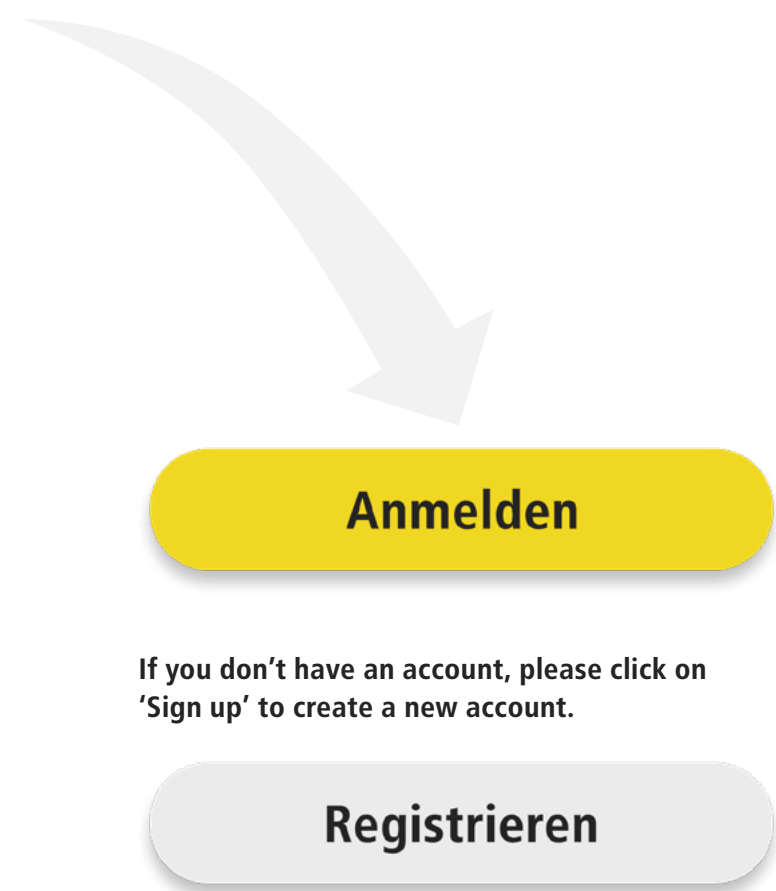 Anmelden
If you don’t have an account, please click on
‘Sign up’ to create a new account.
Registrieren